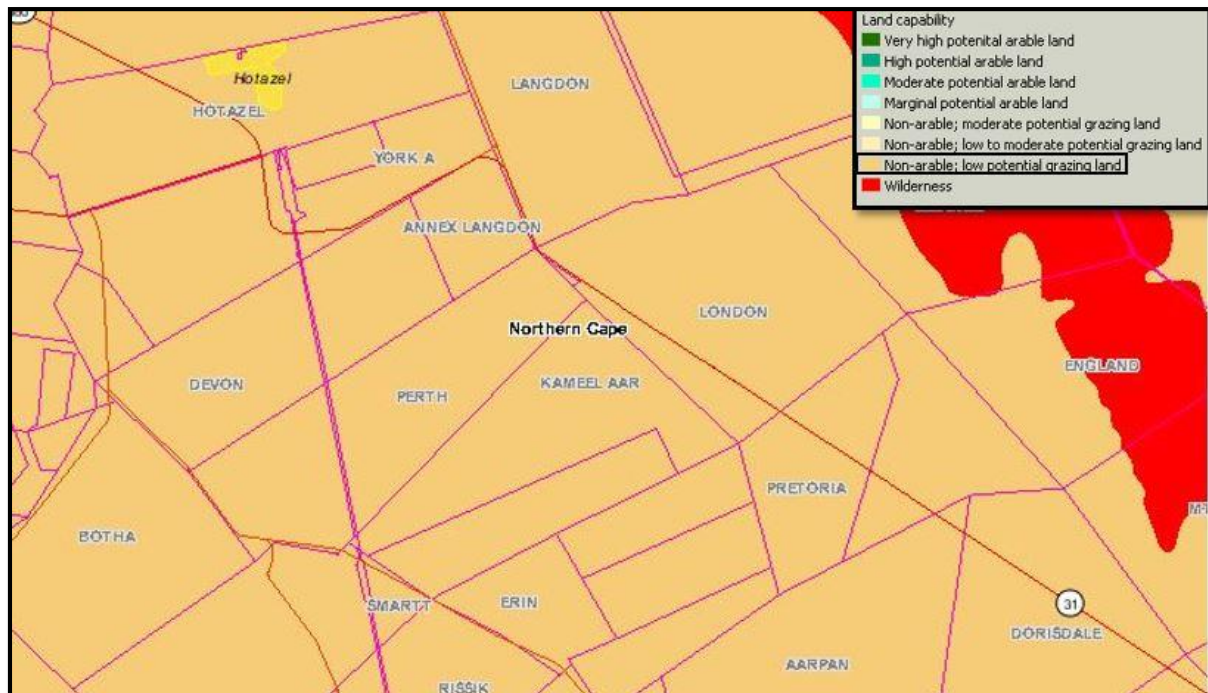 Land capability
Very high potenital arable land
High potential arable land
Moderate potential arable land
Marginal potential arable land
Non-arable; moderate potential grazing land
Non-arable; low to moderate potential grazing land
Non-arable; low potential grazing land
Wilderness
Hotazel
HOTAZEL
LANGDON
YORK A
ANNEX LANGDON
LONDON
Northern Cape
ENGLAND
DEVON
PERTH
KAMEEL AAR
PRETORIA
BOTHA
SMARTT
ERIN
31
DORISDALE
AARPAN
RISSIK